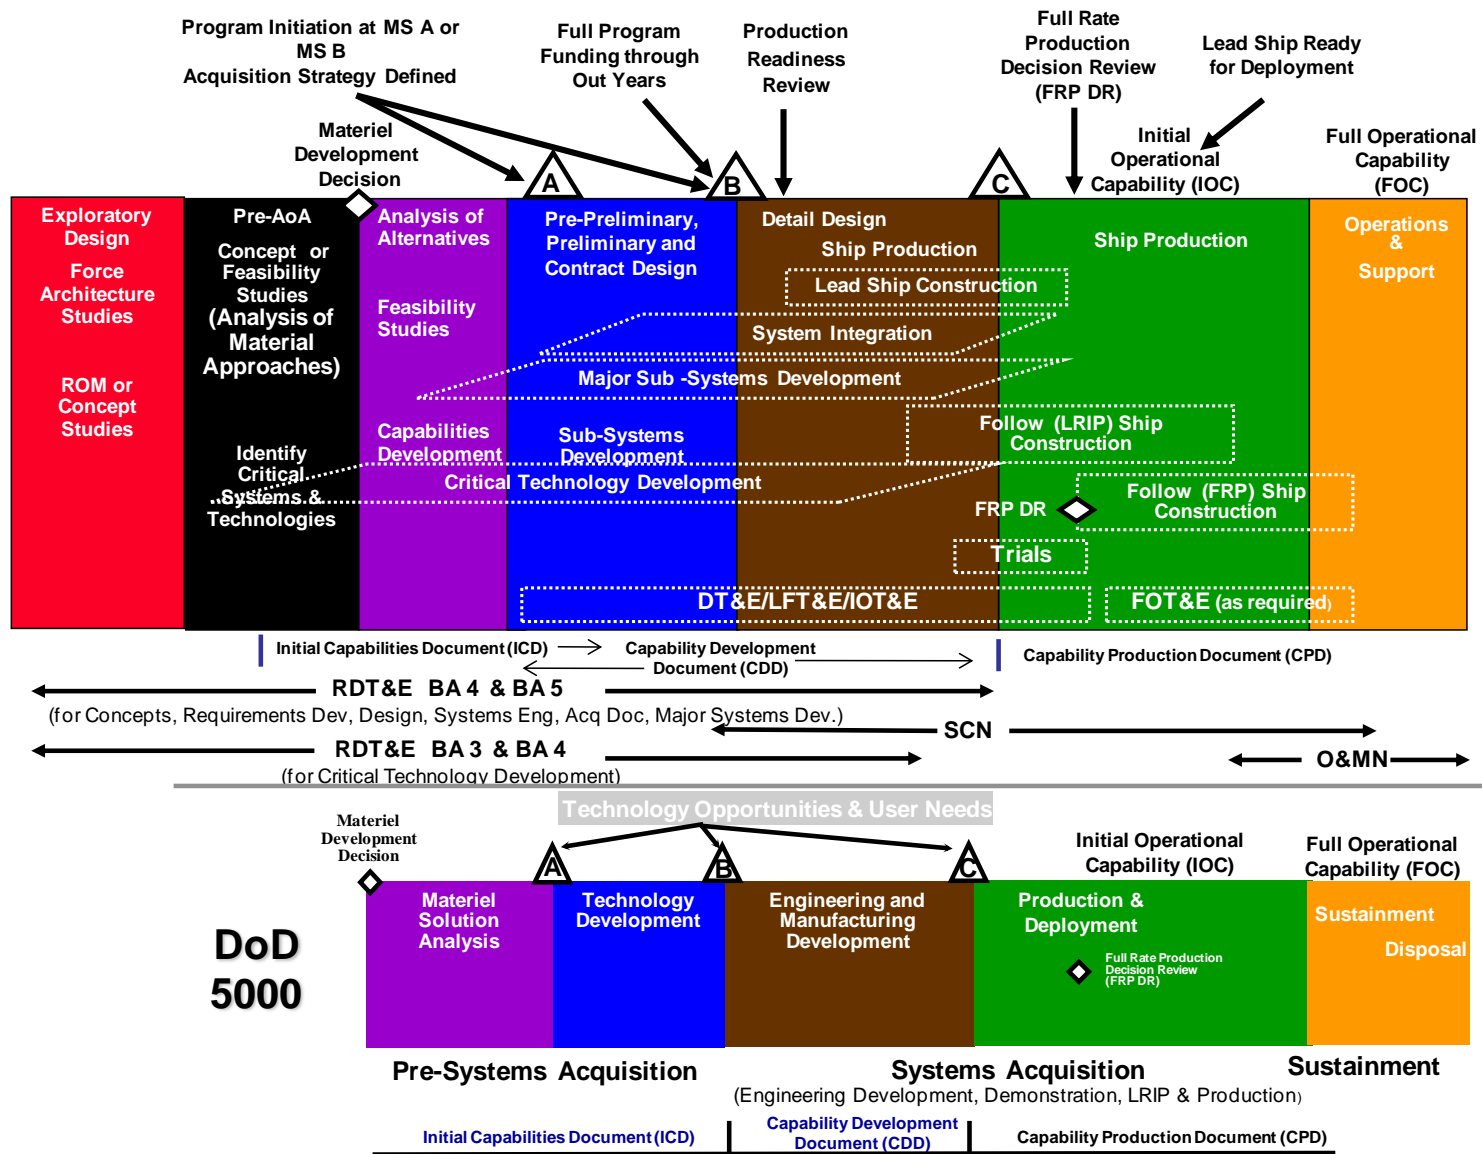 Program Initiation at MS A or
MS B
Acquisition Strategy Defined
Full Program
Funding through
Out Years
Production
Readiness
Review
Full Rate
Production
Decision Review
(FRP DR)
Lead Ship Ready
for Deployment
Materiel
Development
Decision
Initial
Operational
Capability (IOC)
Full Operational
Capability
(FOC)
A
B
C
Exploratory
Design
Force
Architecture
Studies
ROM or
Concept
Studies
Pre-AoA
Concept or
Feasibility
Studies
(Analysis of
Material
Approaches)
Identify
Critical
Systems &
Technologies
Analysis of
Alternatives
Feasibility
Studies
Capabilities
Development
Pre-Preliminary,
Preliminary and
Contract Design
Sub-Systems
Development
Detail Design
Ship Production
Lead Ship Construction
System Integration
Major Sub -Systems Development
Critical Technology Development
Ship Production
Follow (LRIP) Ship
Construction
FRP DR
Follow (FRP) Ship
Construction
Trials
DT&E/LFT&E/IOT&E
FOT&E (as required)
Operations
&
Support
Initial Capabilities Document (ICD)
Capability Development
Document (CDD)
Capability Production Document (CPD)
RDT&E BA 4 & BA 5
(for Concepts, Requirements Dev, Design, Systems Eng, Acq Doc, Major Systems Dev.)
SCN
RDT&E BA 3 & BA 4
(for Critical Technology Development)
O&MN
Technology Opportunities & User Needs
Materiel
Development
Decision
A
B
C
Initial Operational
Capability (IOC)
Full Operational
Capability (FOC)
DoD
5000
Materiel
Solution
Analysis
Technology
Development
Engineering and
Manufacturing
Development
Production &
Deployment
Full Rate Production
Decision Review
(FRP DR)
Sustainment
Disposal
Pre-Systems Acquisition
Systems Acquisition
(Engineering Development, Demonstration, LRIP & Production)
Sustainment
Initial Capabilities Document (ICD)
Capability Development
Document (CDD)
Capability Production Document (CPD)